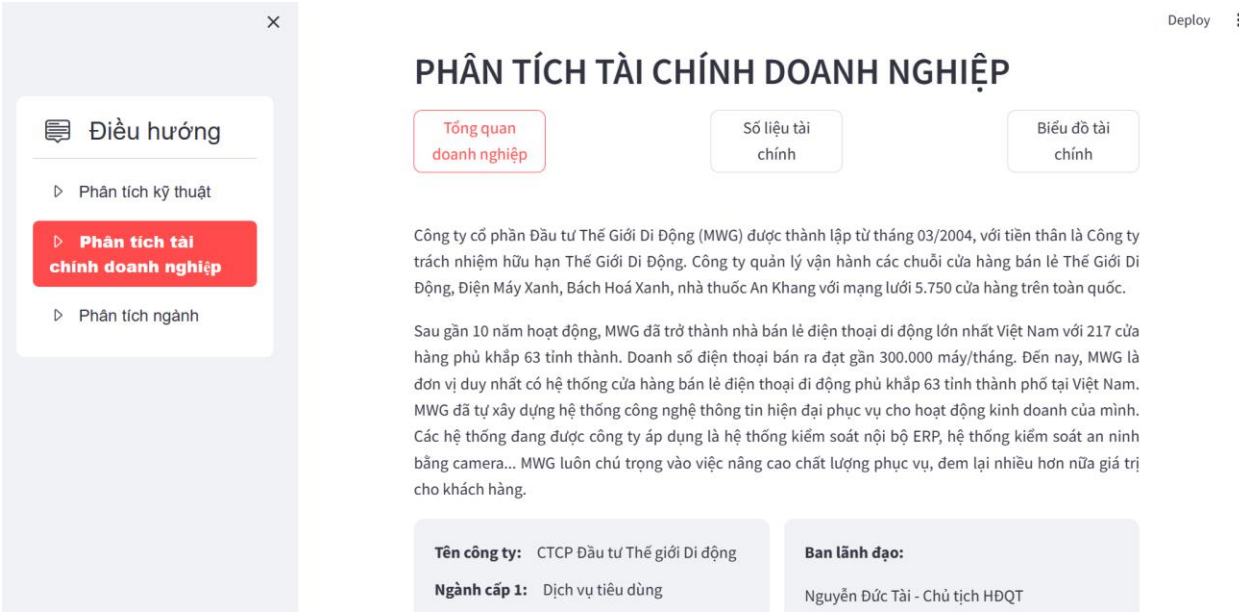 Deploy
Điều hướng
Phân tích kỹ thuật
Phân tích tài
chính doanh nghiệp
Phân tích ngành
PHÂN TÍCH TÀI CHÍNH DOANH NGHIỆP
Tổng quan
doanh nghiệp
Số liệu tài
chính
Biểu đồ tài
chính
Công ty cổ phần Đầu tư Thế Giới Di Động (MWG) được thành lập từ tháng 03/2004, với tiền thân là Công ty
trách nhiệm hữu hạn Thế Giới Di Động. Công ty quản lý vận hành các chuỗi cửa hàng bán lẻ Thế Giới Di
Động, Điện Máy Xanh, Bách Hoá Xanh, nhà thuốc An Khang với mạng lưới 5.750 cửa hàng trên toàn quốc.
Sau gần 10 năm hoạt động, MWG đã trở thành nhà bán lẻ điện thoại di động lớn nhất Việt Nam với 217 cửa
hàng phủ khắp 63 tỉnh thành. Doanh số điện thoại bán ra đạt gần 300.000 máy/tháng. Đến nay, MWG là
đơn vị duy nhất có hệ thống cửa hàng bán lẻ điện thoại đi động phủ khắp 63 tỉnh thành phố tại Việt Nam.
MWG đã tự xây dựng hệ thống công nghệ thông tin hiện đại phục vụ cho hoạt động kinh doanh của mình.
Các hệ thống đang được công ty áp dụng là hệ thống kiểm soát nội bộ ERP, hệ thống kiểm soát an ninh
bằng camera... MWG luôn chú trọng vào việc nâng cao chất lượng phục vụ, đem lại nhiều hơn nữa giá trị
cho khách hàng.
Tên công ty: CTCP Đầu tư Thế giới Di động
Ngành cấp 1: Dịch vụ tiêu dùng
Ban lãnh đạo:
Nguyễn Đức Tài - Chủ tịch HĐQT